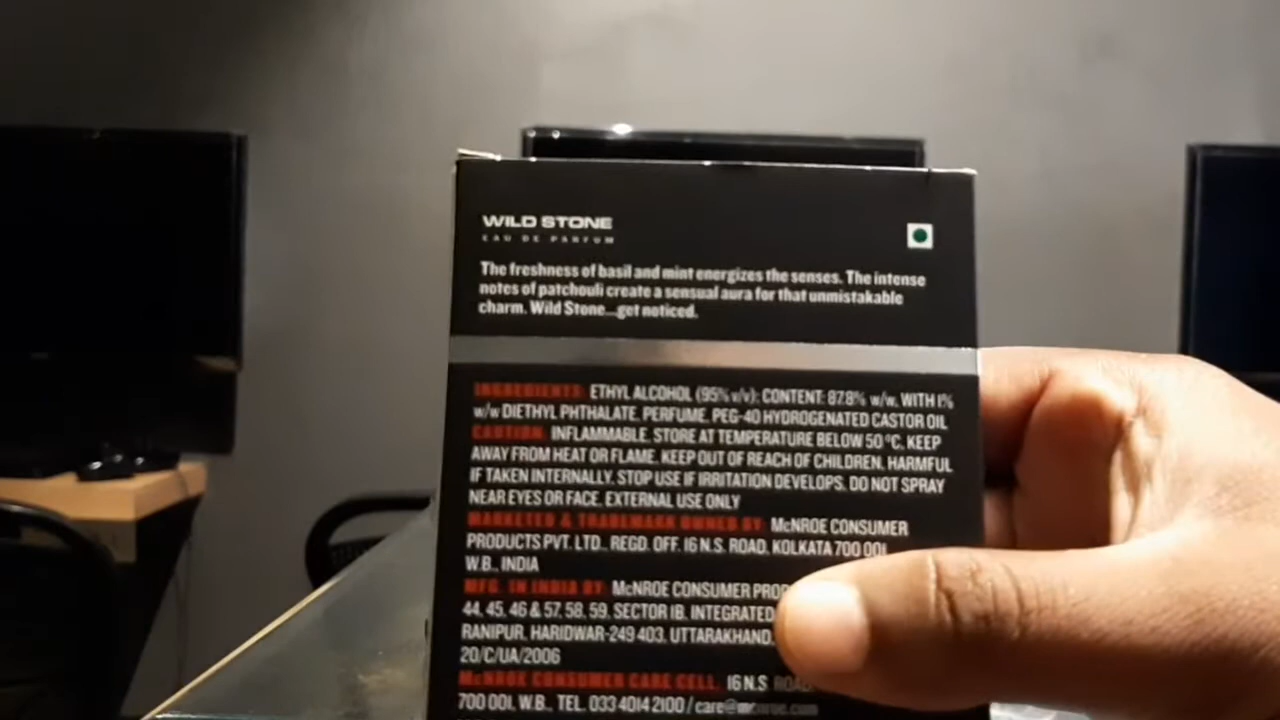 WILD STONE
EAU DE PARFUM
The freshness of basil and mint energizes the senses. The intense
notes of patchouli create a sensual aura for that unmistakable
charm. Wild Stone...get noticed.
INGREDIENTS: ETHYL ALCOHOL (95% v/v): CONTENT: 87.8% w/w, WITH 1%
w/w DIETHYL PHTHALATE, PERFUME, PEG-40 HYDROGENATED CASTOR OIL
CAUTION: INFLAMMABLE. STORE AT TEMPERATURE BELOW 50 °C. KEEP
AWAY FROM HEAT OR FLAME. KEEP OUT OF REACH OF CHILDREN. HARMFUL
IF TAKEN INTERNALLY. STOP USE IF IRRITATION DEVELOPS. DO NOT SPRAY
NEAR EYES OR FACE. EXTERNAL USE ONLY
MARKETED & TRADEMARK OWNED BY: McNROE CONSUMER
PRODUCTS PVT. LTD., REGD. OFF. 16 N.S. ROAD, KOLKATA 700 001,
W.B., INDIA
MFG. IN INDIA BY: McNROE CONSUMER
44, 45, 46 & 57, 58, 59, SECTOR IB, INTEGRATED
RANIPUR, HARIDWAR-249 403, UTTARAKHAND.
20/C/UA/2006
McNROE CONSUMER CARE CELL, 16 N.S ROAD
700 001, W.B., TEL. 033 4014 2100 / care@mcnroe.com